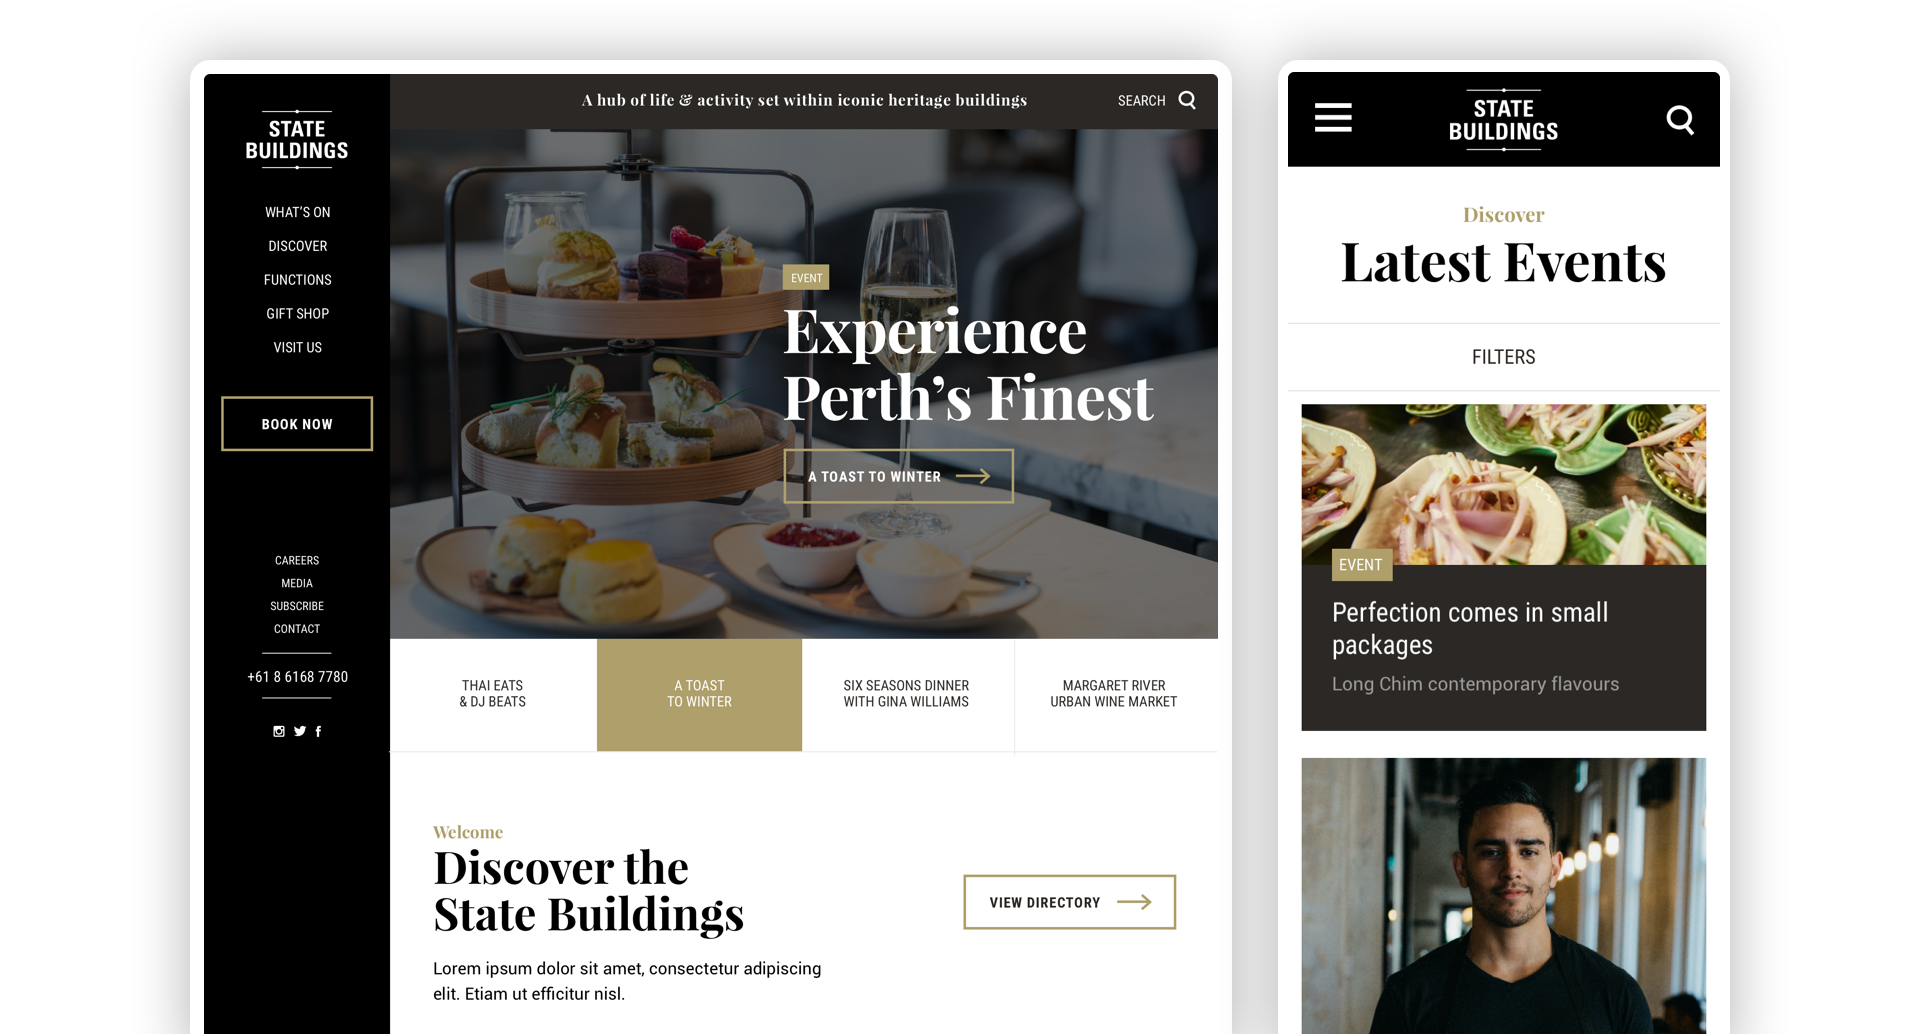 STATE
BUILDINGS
WHAT'S ON
DISCOVER
FUNCTIONS
GIFT SHOP
VISIT US
BOOK NOW
CAREERS
MEDIA
SUBSCRIBE
CONTACT
+61 8 6168 7780
A hub of life & activity set within iconic heritage buildings
SEARCH
EVENT
Experience
Perth's Finest
A TOAST TO WINTER
THAI EATS
& DJ BEATS
A TOAST
TO WINTER
SIX SEASONS DINNER
WITH GINA WILLIAMS
MARGARET RIVER
URBAN WINE MARKET
Welcome
Discover the
State Buildings
Lorem ipsum dolor sit amet, consectetur adipiscing
elit. Etiam ut efficitur nisl.
VIEW DIRECTORY
STATE
BUILDINGS
Discover
Latest Events
FILTERS
EVENT
Perfection comes in small
packages
Long Chim contemporary flavours